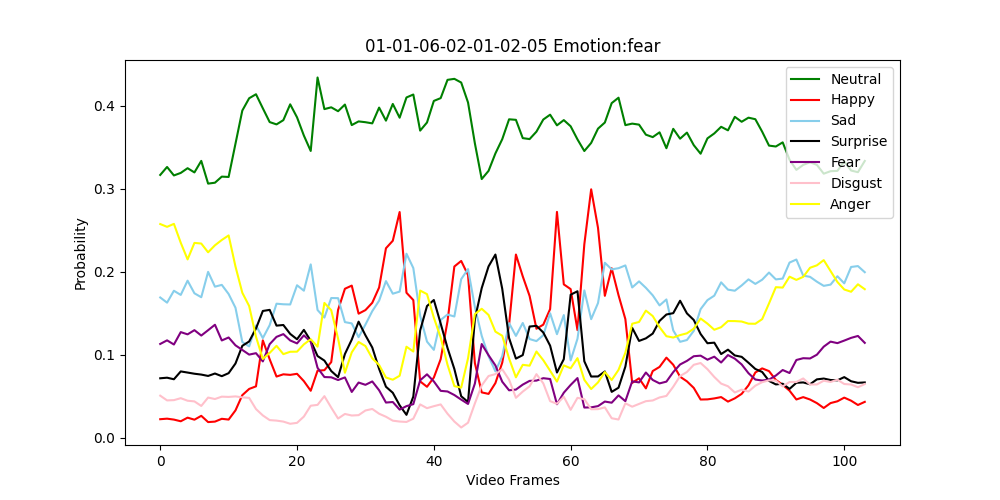 01-01-06-02-01-02-05 Emotion:fear
Probability
0.4
0.3
0.2
0.1
0.0
0 20 40 60 80 100
Video Frames
Neutral
Happy
Sad
Surprise
Fear
Disgust
Anger